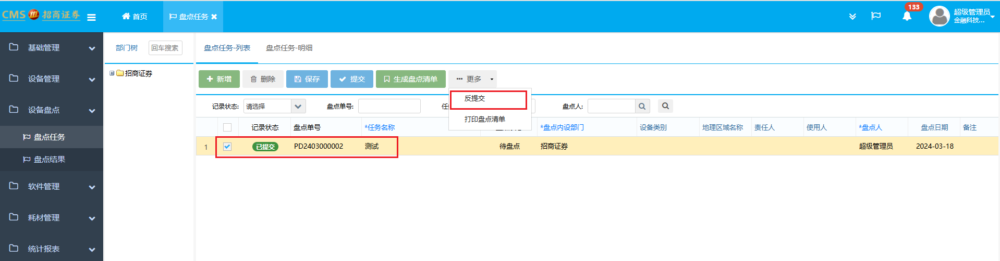 CMS 招商证券
首页
盘点任务
133
超级管理员
金融科技...
基础管理
设备管理
设备盘点
盘点任务
盘点结果
软件管理
耗材管理
统计报表
部门树 回车搜索
招商证券
盘点任务-列表 盘点任务-明细
新增 删除 保存 提交 生成盘点清单 更多
反提交
打印盘点清单
记录状态: 请选择 盘点单号: 盘点人:
记录状态 盘点单号 *任务名称 *盘点内设部门 设备类别 地理区域名称 责任人 使用人 *盘点人 盘点日期 备注
1 已提交 PD2403000002 测试 待盘点 招商证券 超级管理员 2024-03-18